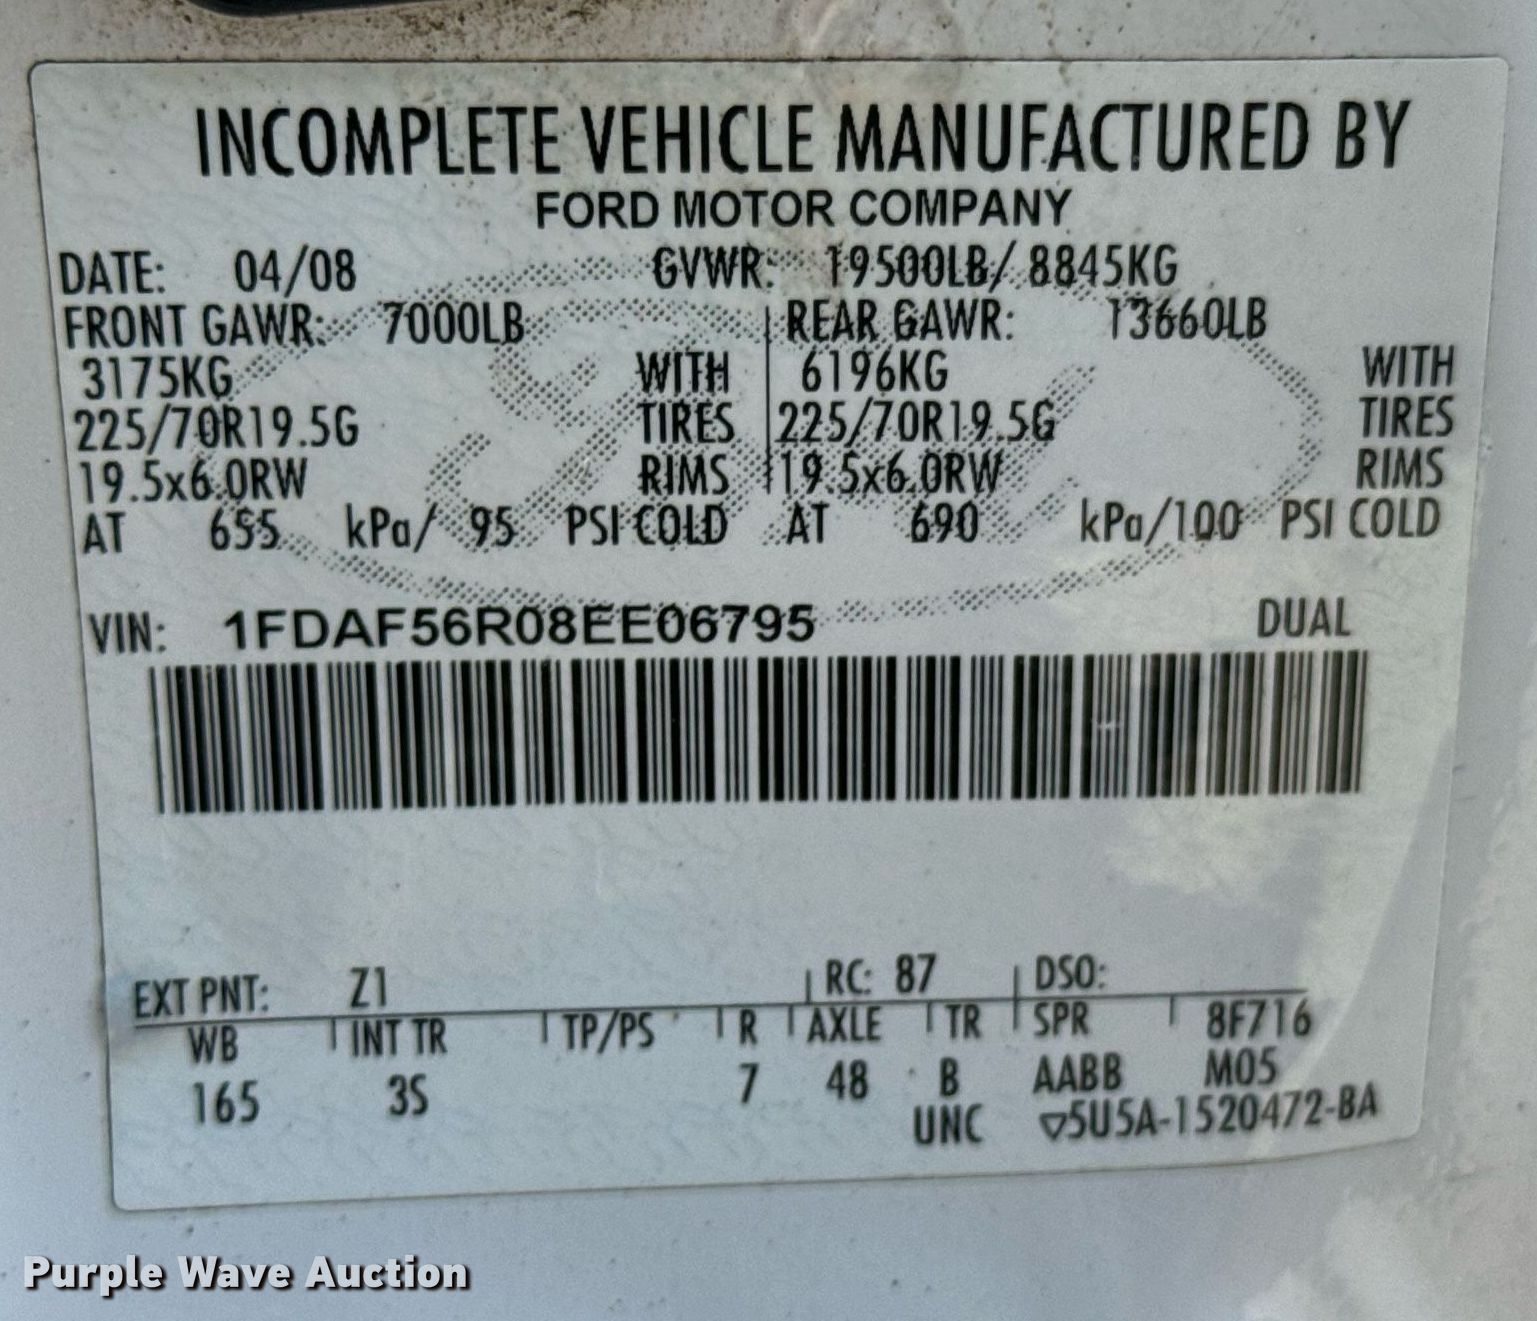 INCOMPLETE VEHICLE MANUFACTURED BY
FORD MOTOR COMPANY
DATE: 04/08 GVWR: 19500LB/ 8845KG
FRONT GAWR: 7000LB REAR GAWR: 13660LB
3175KG WITH 6196KG WITH
225/70R19.5G TIRES 225/70R19.5G TIRES
19.5x6.0RW RIMS 19.5x6.0RW RIMS
AT 655 kPa/ 95 PSI COLD AT 690 kPa/100 PSI COLD
VIN: 1FDAF56R08EE06795 DUAL
EXT PNT: Z1 RC: 87 DSO:
WB INT TR TP/PS R AXLE TR SPR 8F716
165 3S 7 48 B AABB M05
UNC ▽5U5A-1520472-BA
Purple Wave Auction